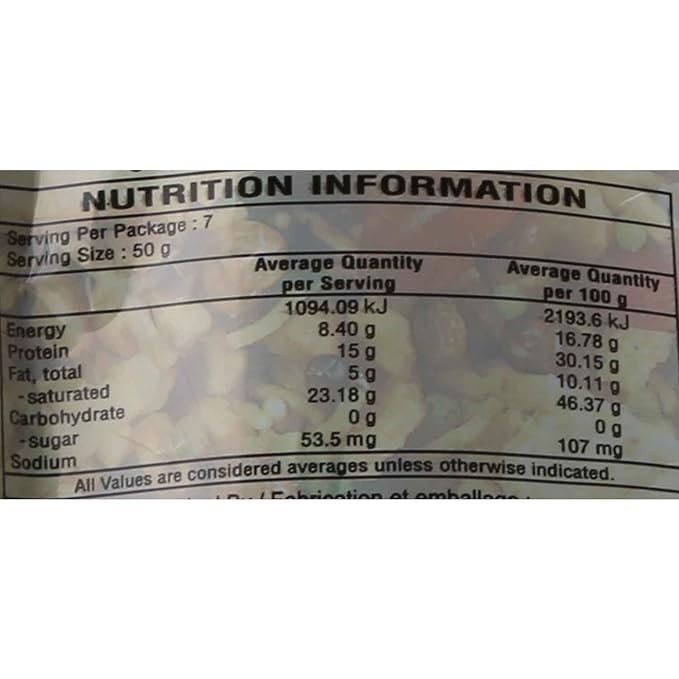 NUTRITION INFORMATION
Serving Per Package : 7
Serving Size : 50 g
Average Quantity per Serving Average Quantity per 100 g
Energy 1094.09 kJ 2193.6 kJ
Protein 8.40 g 16.78 g
Fat, total 15 g 30.15 g
-saturated 5 g 10.11 g
Carbohydrate 23.18 g 46.37 g
-sugar 0 g 0 g
Sodium 53.5 mg 107 mg
All Values are considered averages unless otherwise indicated.
Fabrication et emballage